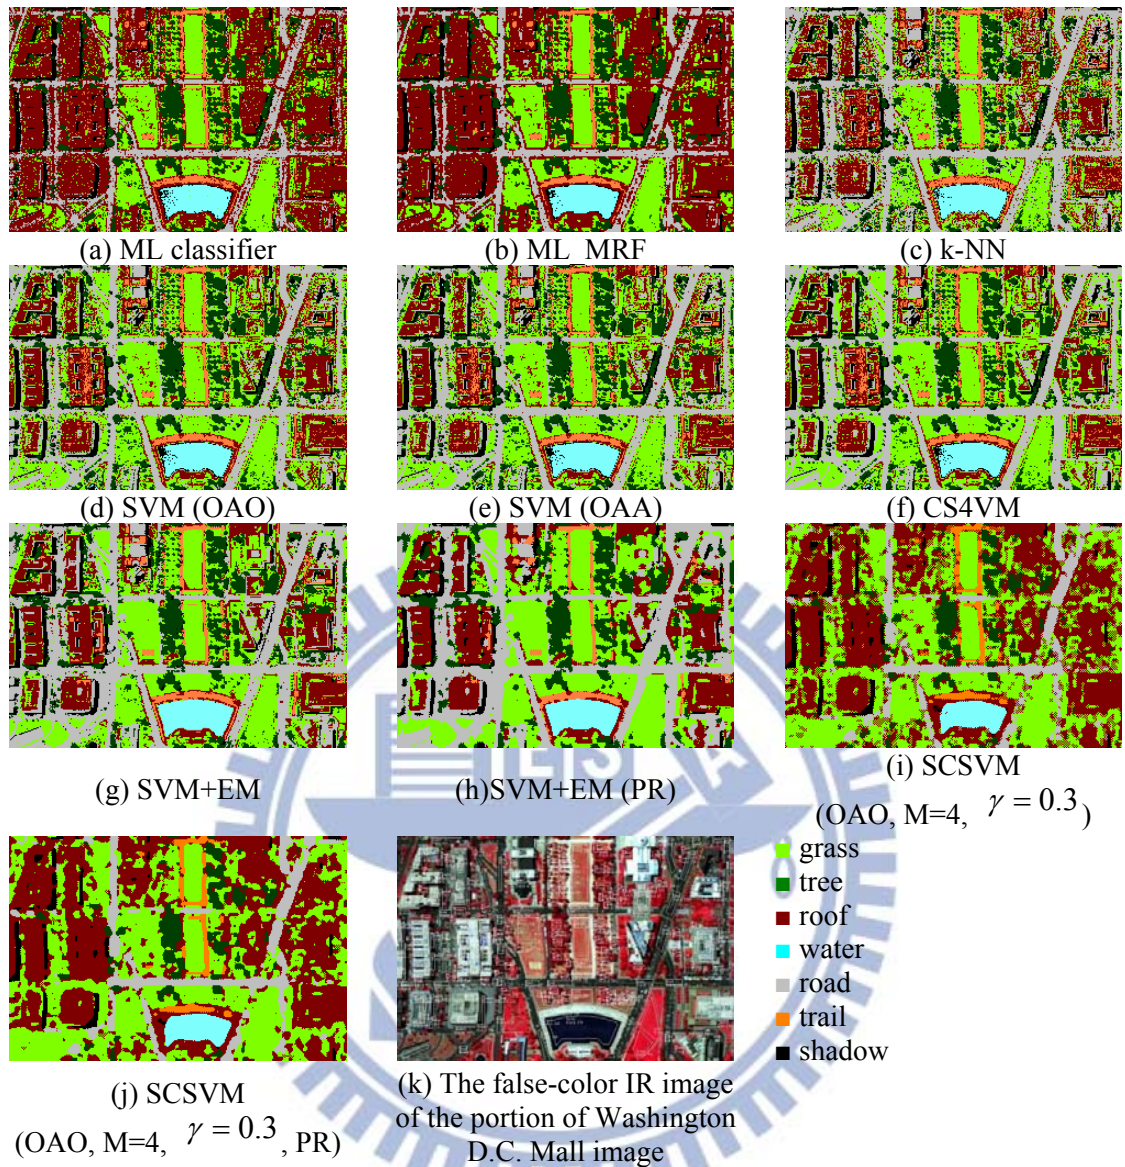 (a) ML classifier
(b) ML_MRF
(c) k-NN
(d) SVM (OAO)
(e) SVM (OAA)
(f) CS4VM
(g) SVM+EM
(h)SVM+EM (PR)
(i) SCSVM
(OAO, M=4, γ = 0.3 )
grass
tree
roof
water
road
trail
shadow
(j) SCSVM
(OAO, M=4, γ = 0.3 , PR)
(k) The false-color IR image
of the portion of Washington
D.C. Mall image